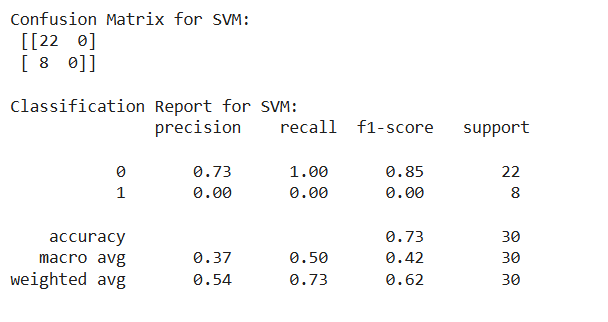 Confusion Matrix for SVM:
[[22 0]
[ 8 0]]
Classification Report for SVM:
precision recall f1-score support
0 0.73 1.00 0.85 22
1 0.00 0.00 0.00 8
accuracy 0.73 30
macro avg 0.37 0.50 0.42 30
weighted avg 0.54 0.73 0.62 30